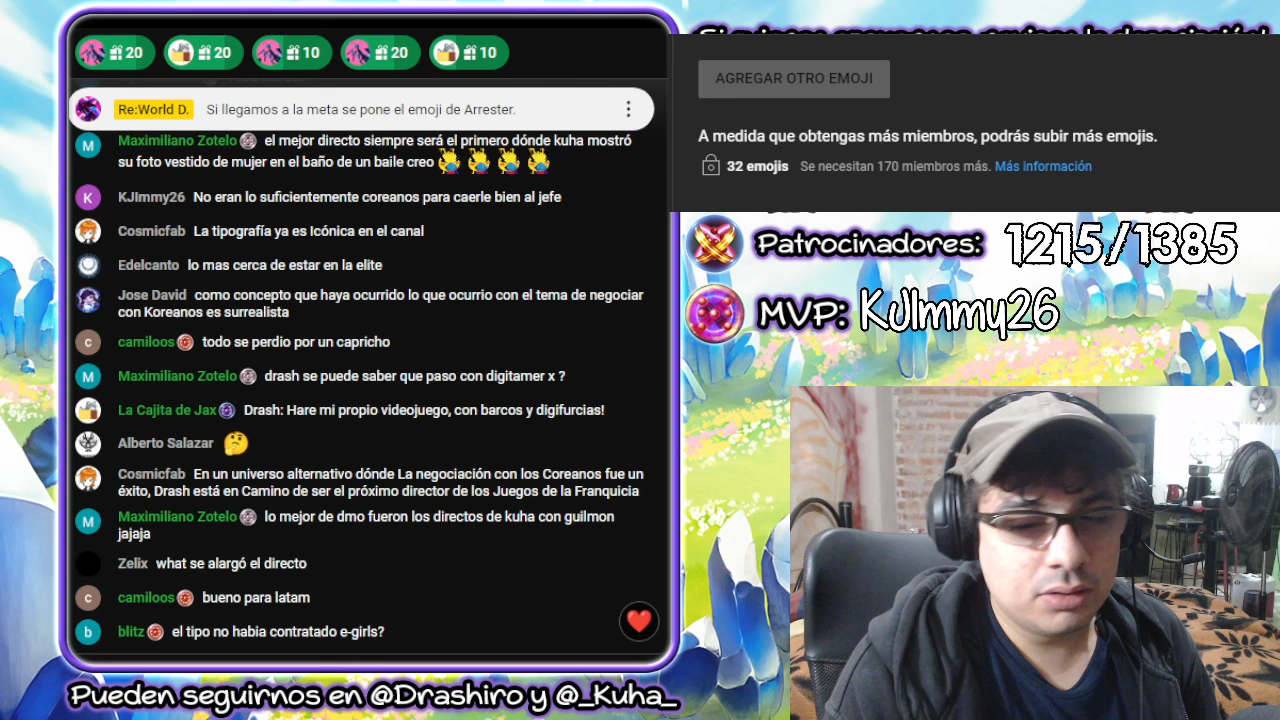 20
20
10
20
10
Re:World D. Si llegamos a la meta se pone el emoji de Arrester.
Maximiliano Zotelo el mejor directo siempre será el primero dónde kuha mostró
su foto vestido de mujer en el baño de un baile creo
K KJImmy26 No eran lo suficientemente coreanos para caerle bien al jefe
Cosmicfab La tipografía ya es Icónica en el canal
Edelcanto lo mas cerca de estar en la elite
Jose David como concepto que haya ocurrido lo que ocurrio con el tema de negociar
con Koreanos es surrealista
c camiloos todo se perdio por un capricho
M Maximiliano Zotelo drash se puede saber que paso con digitamer x ?
La Cajita de Jax Drash: Hare mi propio videojuego, con barcos y digifurcias!
Alberto Salazar
Cosmicfab En un universo alternativo dónde La negociación con los Coreanos fue un
éxito, Drash está en Camino de ser el próximo director de los Juegos de la Franquicia
M Maximiliano Zotelo lo mejor de dmo fueron los directos de kuha con guilmon
jajaja
Zelix what se alargó el directo
c camiloos bueno para latam
b blitz el tipo no habia contratado e-girls?
Pueden seguirnos en @Drashiro y @_Kuha_
AGREGAR OTRO EMOJI
A medida que obtengas más miembros, podrás subir más emojis.
32 emojis Se necesitan 170 miembros más. Más información
Patrocinadores: 1215/1385
MVP: KJImmy26